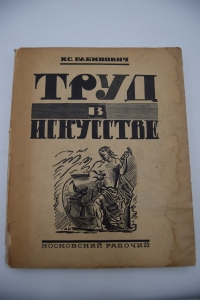 И.С. РАБИНОВИЧ
ТРУД
В
ИСКУССТВЕ
МОСКОВСКИЙ РАБОЧИЙ